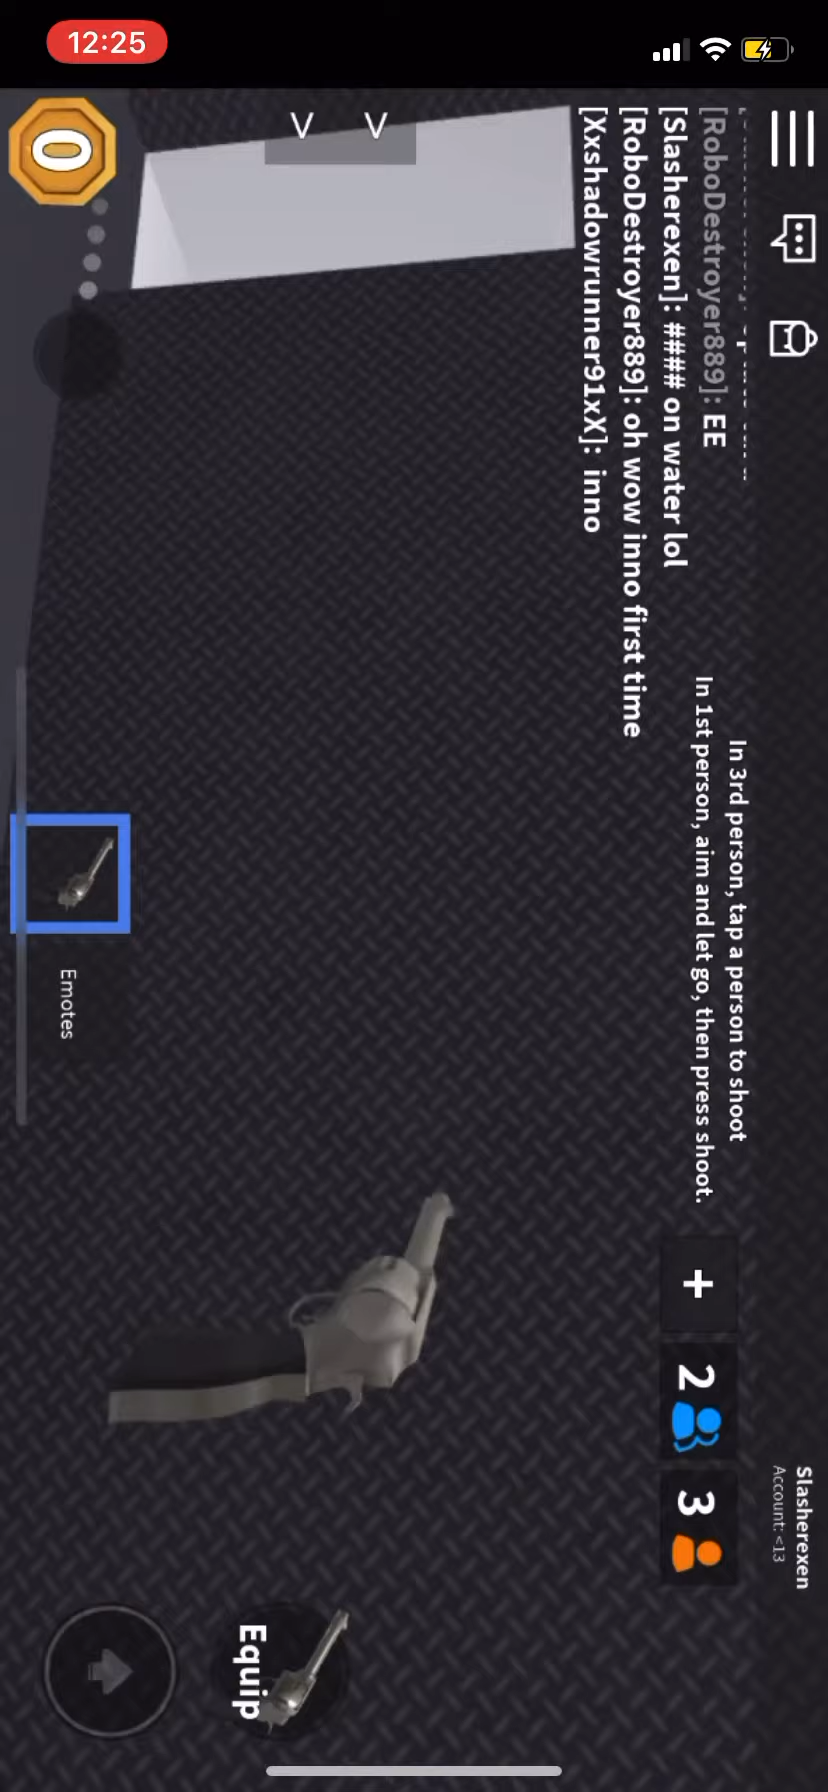 12:25
Slasherexen
Account: <13
[RoboDestroyer889]: EE
[Slasherexen]: #### on water lol
[RoboDestroyer889]: oh wow inno first time
[XxshadowrunnerR91xX]: inno
In 3rd person, tap a person to shoot
In 1st person, aim and let go, then press shoot.
+
2
3
0
Emotes
Equip